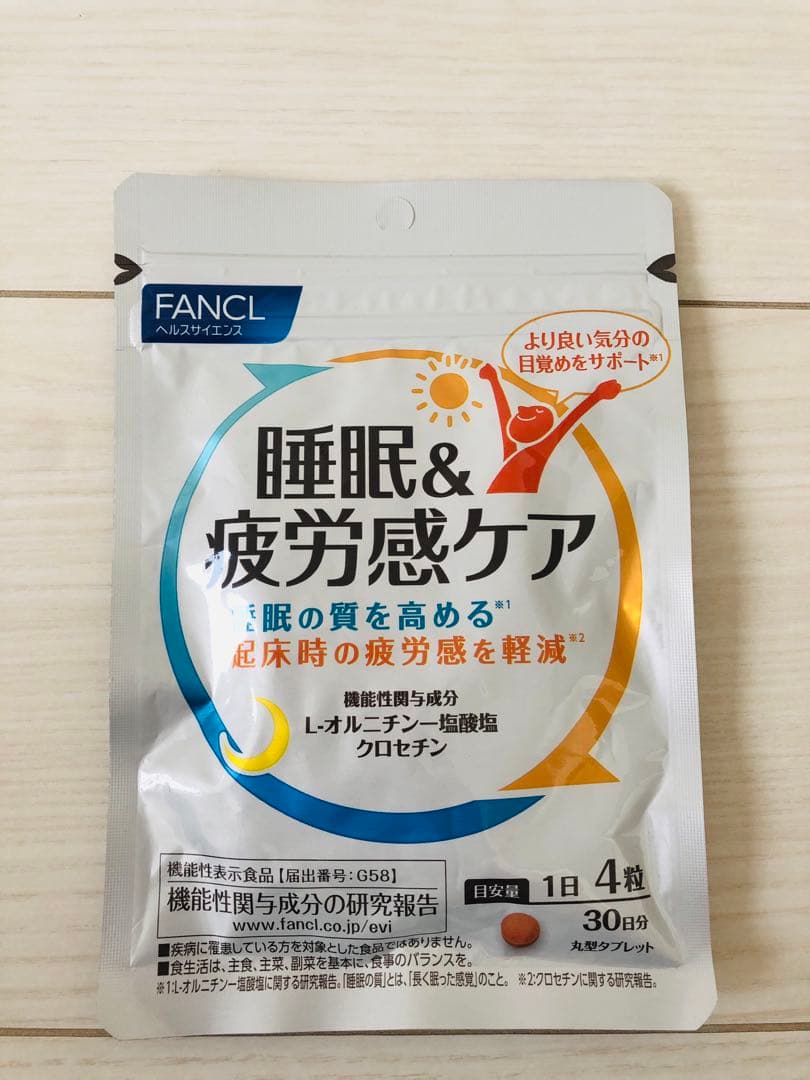 FANCL
ヘルスサイエンス
より良い気分の
目覚めをサポート※1
睡眠&
疲労感ケア
睡眠の質を高める※1
起床時の疲労感を軽減※2
機能性関与成分
L-オルニチン一塩酸塩
クロセチン
機能性表示食品【届出番号:G58】
機能性関与成分の研究報告
www.fancl.co.jp/evi
目安量 1日4粒
30日分
丸型タブレット
■疾病に罹患している方を対象とした食品ではありません。
■食生活は、主食、主菜、副菜を基本に、食事のバランスを。
※1:L-オルニチン一塩酸塩に関する研究報告。「睡眠の質」とは、「長く眠った感覚」のこと。 ※2:クロセチンに関する研究報告。